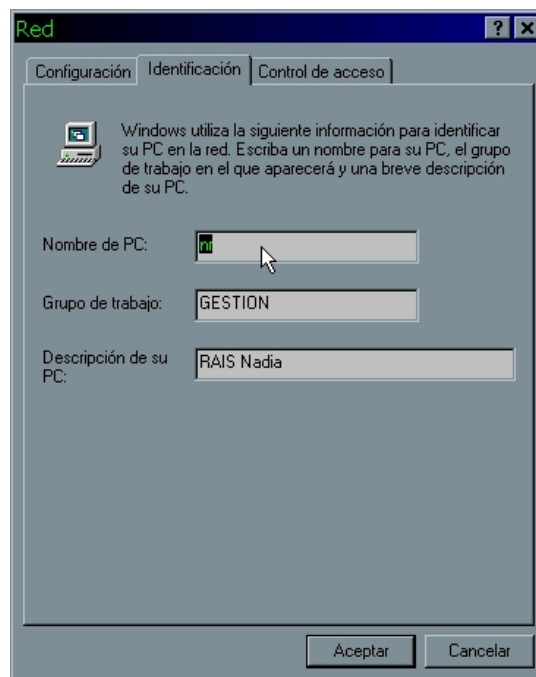 Red
Configuración Identificación Control de acceso
Windows utiliza la siguiente información para identificar
su PC en la red. Escriba un nombre para su PC, el grupo
de trabajo en el que aparecerá y una breve descripción
de su PC.
Nombre de PC: nr
Grupo de trabajo: GESTION
Descripción de su
PC:
RAIS Nadia
Aceptar Cancelar